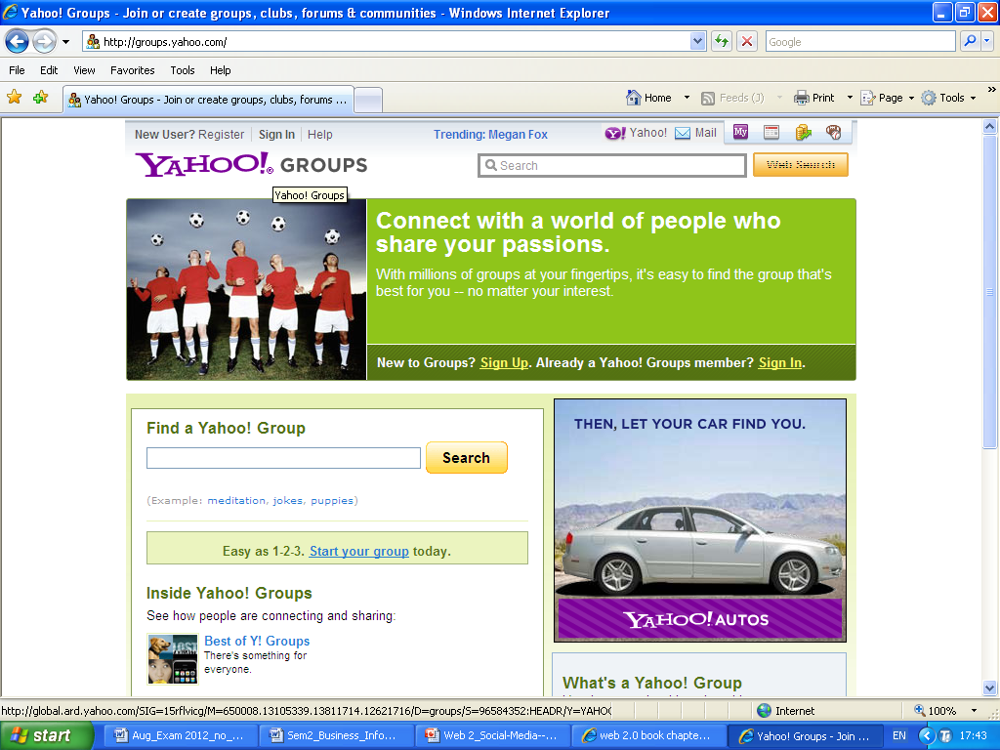 Yahoo! Groups - Join or create groups, clubs, forums & communities - Windows Internet Explorer
http://groups.yahoo.com/
Google
File Edit View Favorites Tools Help
Yahoo! Groups - Join or create groups, clubs, forums ...
Home Feeds (J) Print Page Tools »
New User? Register Sign In Help Trending: Megan Fox Yahoo! Mail My
YAHOO!® GROUPS
Search
Web Search
Yahoo! Groups
Connect with a world of people who
share your passions.
With millions of groups at your fingertips, it's easy to find the group that's
best for you -- no matter your interest.
New to Groups? Sign Up. Already a Yahoo! Groups member? Sign In.
Find a Yahoo! Group
Search
(Example: meditation, jokes, puppies)
Easy as 1-2-3. Start your group today.
Inside Yahoo! Groups
See how people are connecting and sharing:
LOST
Best of Y! Groups
There's something for
everyone.
THEN, LET YOUR CAR FIND YOU.
YAHOO! AUTOS
What's a Yahoo! Group
http://global.ard.yahoo.com/SIG=15rflvicg/M=650008.13105339.13811714.12621716/D=groups/S=96584352:HEADR/Y=YAHOO
Internet
100%
start
Aug_Exam 2012_no_...
Sem2_Business_Info...
Web 2_Social-Media--...
web 2.0 book chapte...
Yahoo! Groups - Join ...
EN
17:43